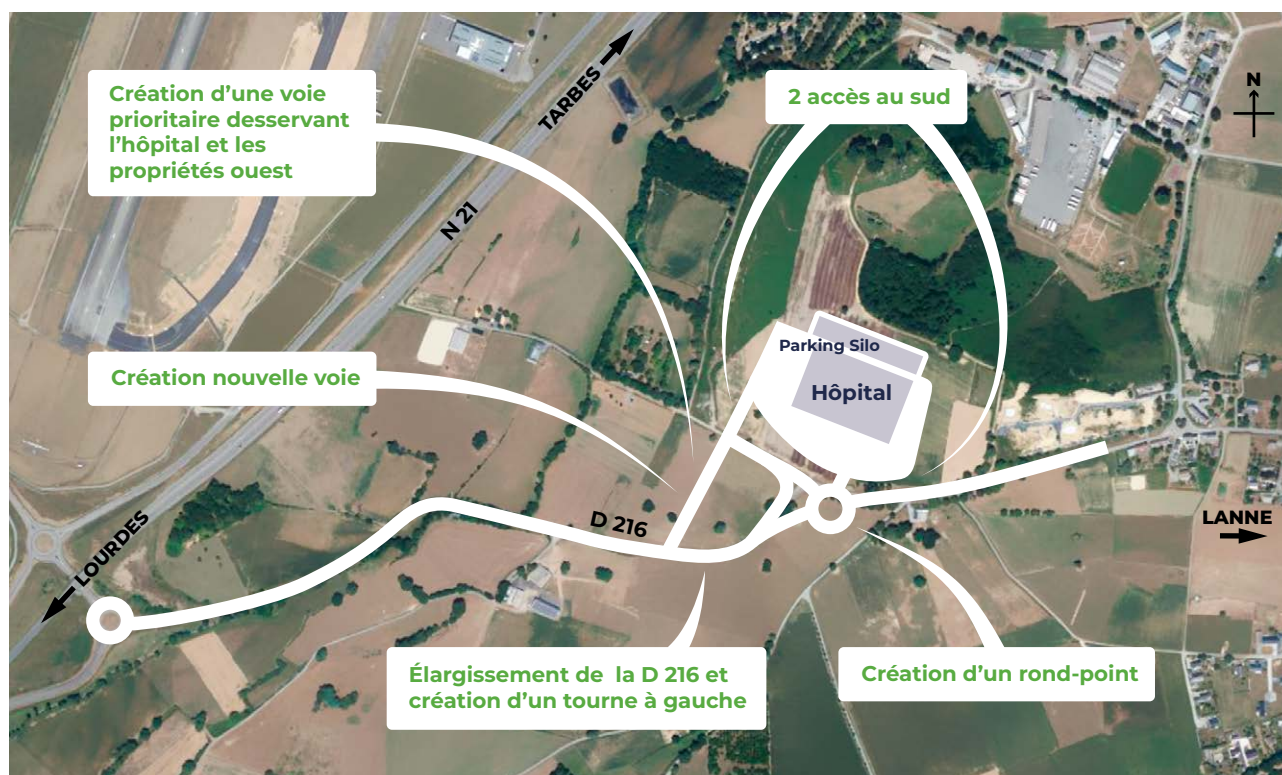 Création d’une voie
prioritaire desservant
l’hôpital et les
propriétés ouest
TARBES
2 accès au sud
N
N 21
Parking Silo
Hôpital
Création nouvelle voie
D 216
LOURDES
LANNE
Élargissement de la D 216 et
création d’un tourne à gauche
Création d’un rond-point